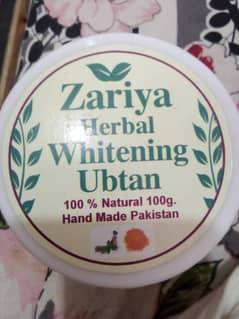 Zariya
Herbal
Whitening
Ubtan
100 % Natural 100g.
Hand Made Pakistan